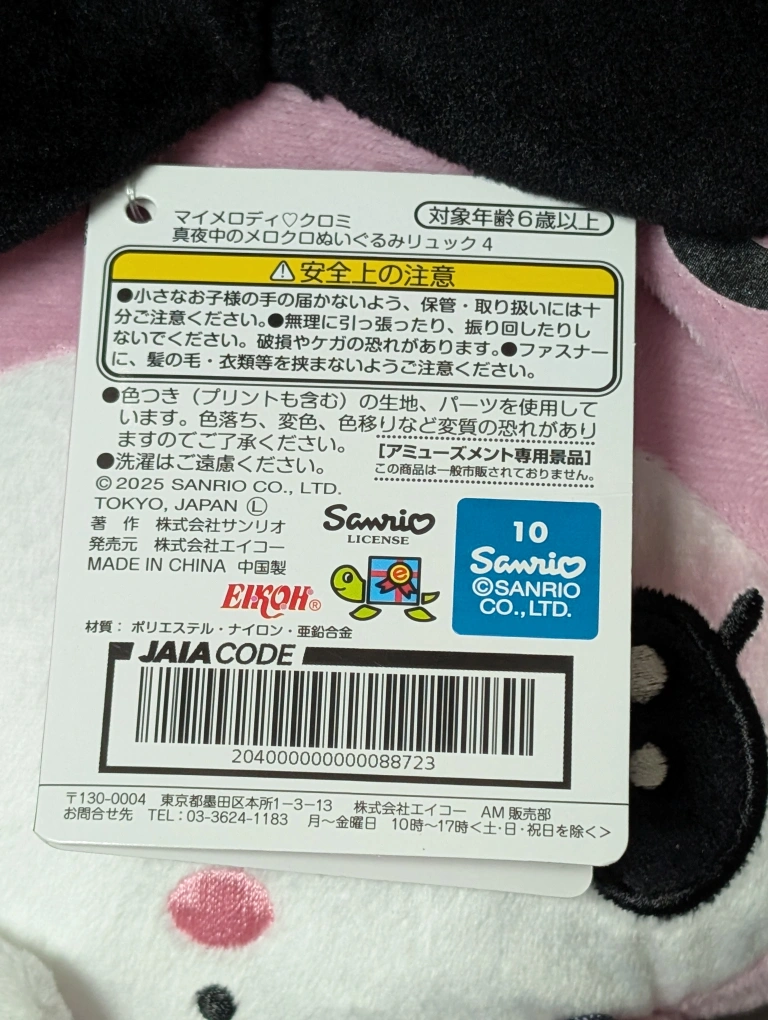 マイメロディ♡クロミ
対象年齢6歳以上
真夜中のメロクロぬいぐるみリュック4
⚠安全上の注意
●小さなお子様の手の届かないよう、保管・取り扱いには十
分ご注意ください。●無理に引っ張ったり、振り回したりし
ないでください。破損やケガの恐れがあります。●ファスナー
に、髪の毛・衣類等を挟まないようご注意ください。
●色つき（プリントも含む）の生地、パーツを使用して
います。色落ち、変色、色移りなど変質の恐れがあり
ますのでご了承ください。
●洗濯はご遠慮ください。
[アミューズメント専用景品]
この商品は一般市販されておりません。
© 2025 SANRIO CO., LTD.
TOKYO, JAPAN Ⓛ
著 作 株式会社サンリオ
発売元 株式会社エイコー
MADE IN CHINA 中国製
Sanrio
LICENSE
EIKOH®
e
10
Sanrio
©SANRIO
CO., LTD.
材質：ポリエステル・ナイロン・亜鉛合金
JAIA CODE
204000000000088723
〒130-0004 東京都墨田区本所1-3-13 株式会社エイコー AM販売部
お問合せ先 TEL：03-3624-1183 月〜金曜日 10時〜17時<土・日・祝日を除く>